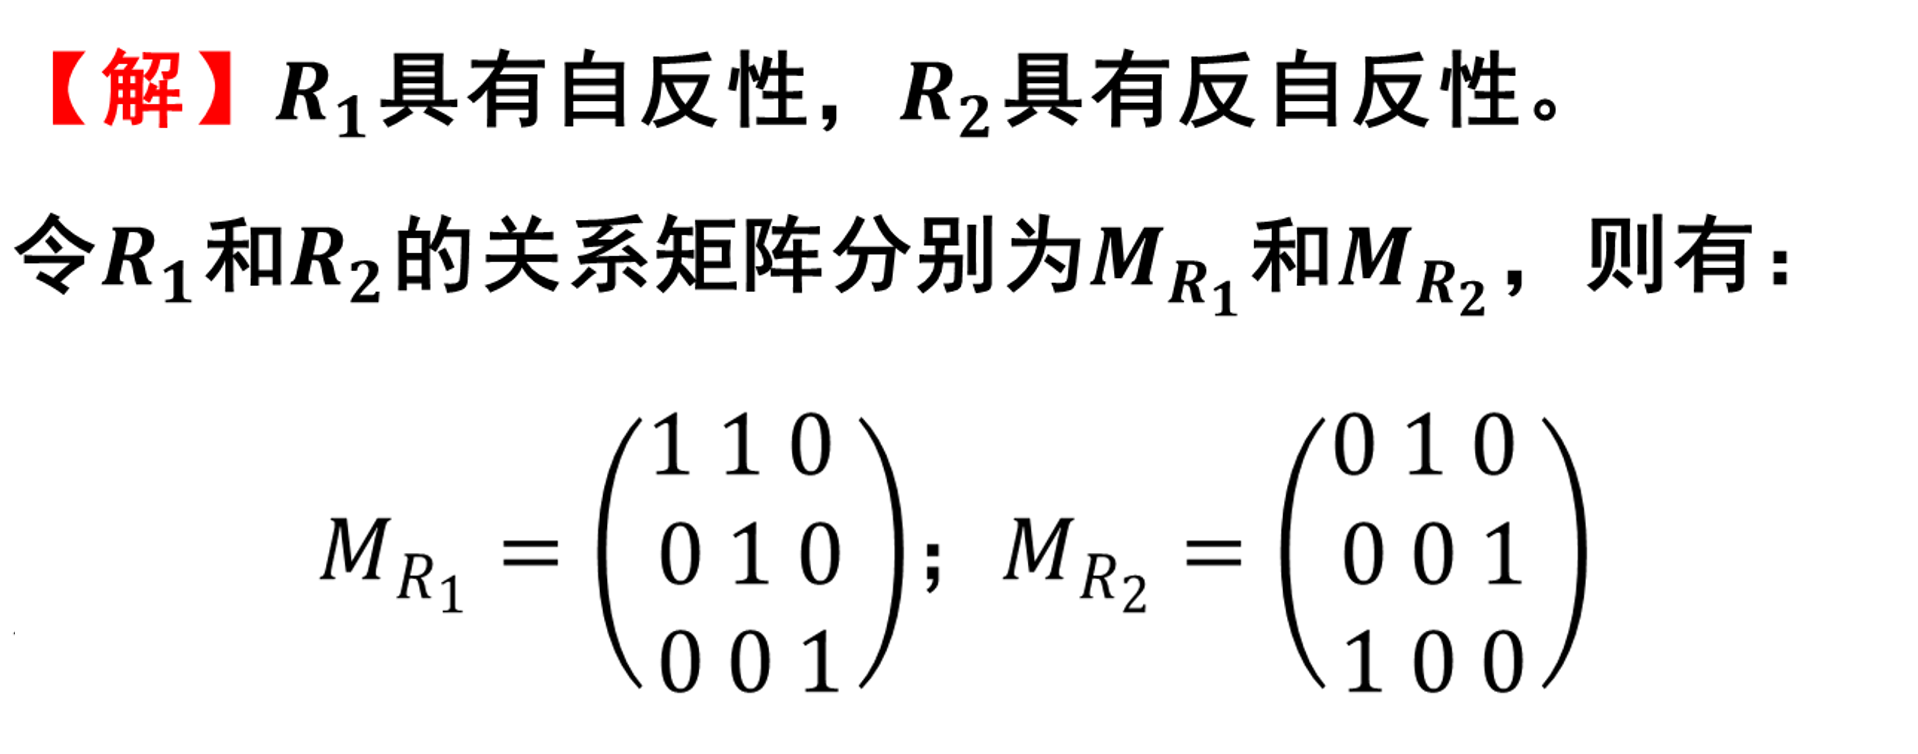 【解】R₁具有自反性，R₂具有反自反性。
令R₁和R₂的关系矩阵分别为M_{R₁}和M_{R₂}，则有：
M_{R₁} = (1 1 0
0 1 0
0 0 1)；M_{R₂} = (0 1 0
0 0 1
1 0 0)